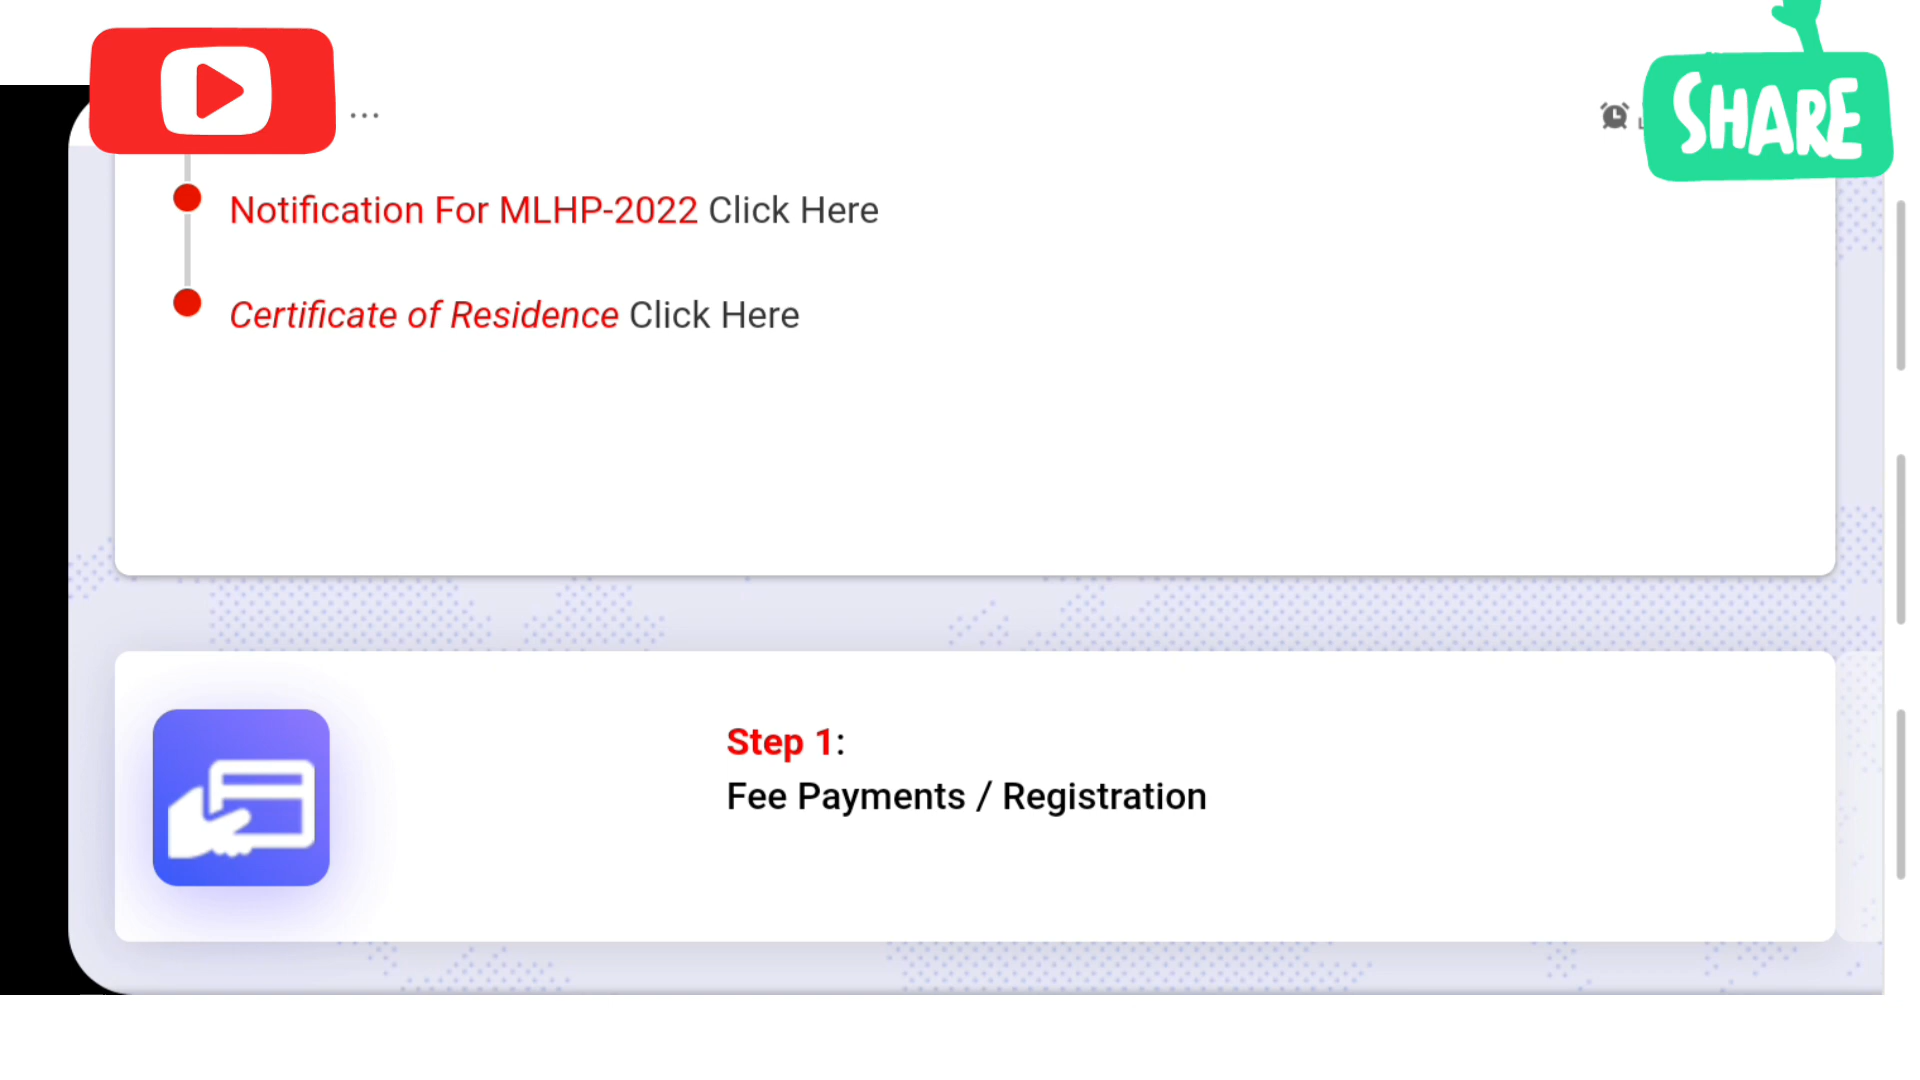 SHARE
Notification For MLHP-2022 Click Here
Certificate of Residence Click Here
Step 1:
Fee Payments / Registration